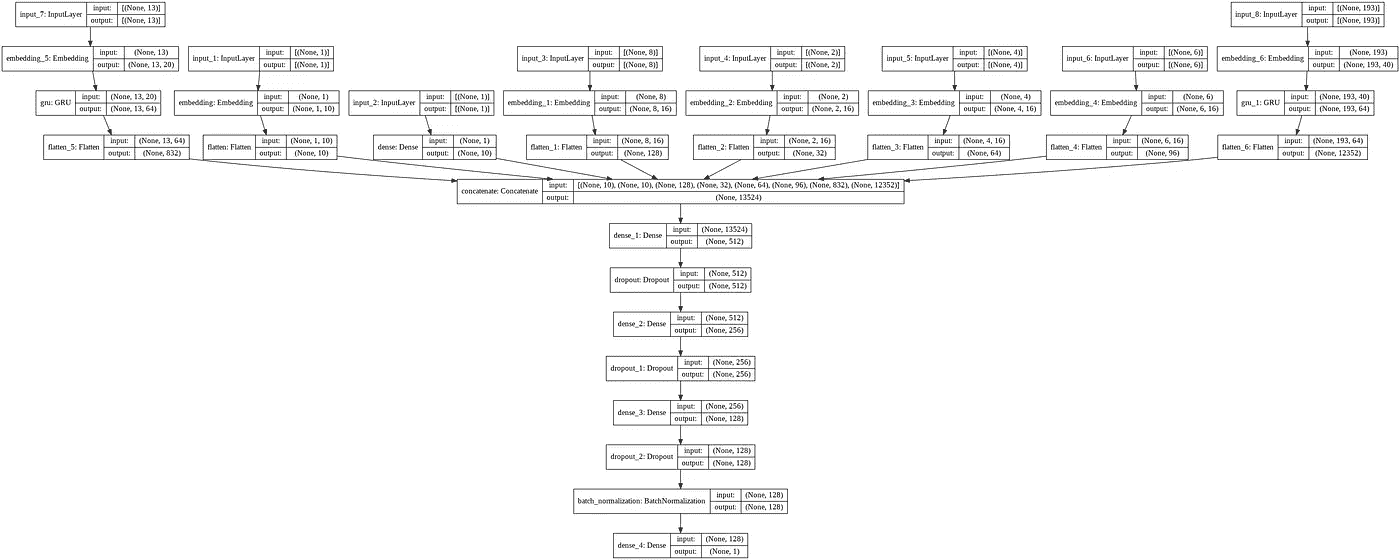 input_7: InputLayer input: [(None, 13)] output: [(None, 13)]
input_8: InputLayer input: [(None, 193)] output: [(None, 193)]
embedding_5: Embedding input: (None, 13) output: (None, 13, 20)
input_1: InputLayer input: [(None, 1)] output: [(None, 1)]
input_3: InputLayer input: [(None, 8)] output: [(None, 8)]
input_4: InputLayer input: [(None, 2)] output: [(None, 2)]
input_5: InputLayer input: [(None, 4)] output: [(None, 4)]
input_6: InputLayer input: [(None, 6)] output: [(None, 6)]
embedding_6: Embedding input: (None, 193) output: (None, 193, 40)
gru: GRU input: (None, 13, 20) output: (None, 13, 64)
embedding: Embedding input: (None, 1) output: (None, 1, 10)
input_2: InputLayer input: [(None, 1)] output: [(None, 1)]
embedding_1: Embedding input: (None, 8) output: (None, 8, 16)
embedding_2: Embedding input: (None, 2) output: (None, 2, 16)
embedding_3: Embedding input: (None, 4) output: (None, 4, 16)
embedding_4: Embedding input: (None, 6) output: (None, 6, 16)
gru_1: GRU input: (None, 193, 40) output: (None, 193, 64)
flatten_5: Flatten input: (None, 13, 64) output: (None, 832)
flatten: Flatten input: (None, 1, 10) output: (None, 10)
dense: Dense input: (None, 1) output: (None, 10)
flatten_1: Flatten input: (None, 8, 16) output: (None, 128)
flatten_2: Flatten input: (None, 2, 16) output: (None, 32)
flatten_3: Flatten input: (None, 4, 16) output: (None, 64)
flatten_4: Flatten input: (None, 6, 16) output: (None, 96)
flatten_6: Flatten input: (None, 193, 64) output: (None, 12352)
concatenate: Concatenate input: [(None, 10), (None, 10), (None, 128), (None, 32), (None, 64), (None, 96), (None, 832), (None, 12352)] output: (None, 13524)
dense_1: Dense input: (None, 13524) output: (None, 512)
dropout: Dropout input: (None, 512) output: (None, 512)
dense_2: Dense input: (None, 512) output: (None, 256)
dropout_1: Dropout input: (None, 256) output: (None, 256)
dense_3: Dense input: (None, 256) output: (None, 128)
dropout_2: Dropout input: (None, 128) output: (None, 128)
batch_normalization: BatchNormalization input: (None, 128) output: (None, 128)
dense_4: Dense input: (None, 128) output: (None, 1)